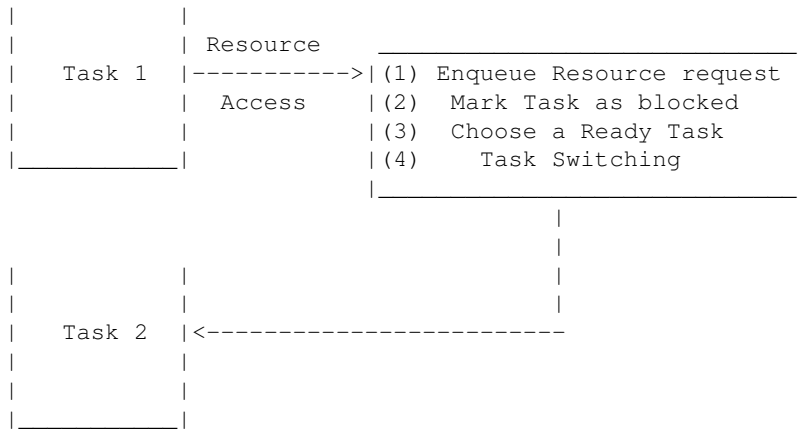 Resource
Task 1
(1) Enqueue Resource request
Access
(2) Mark Task as blocked
(3) Choose a Ready Task
(4) Task Switching
Task 2